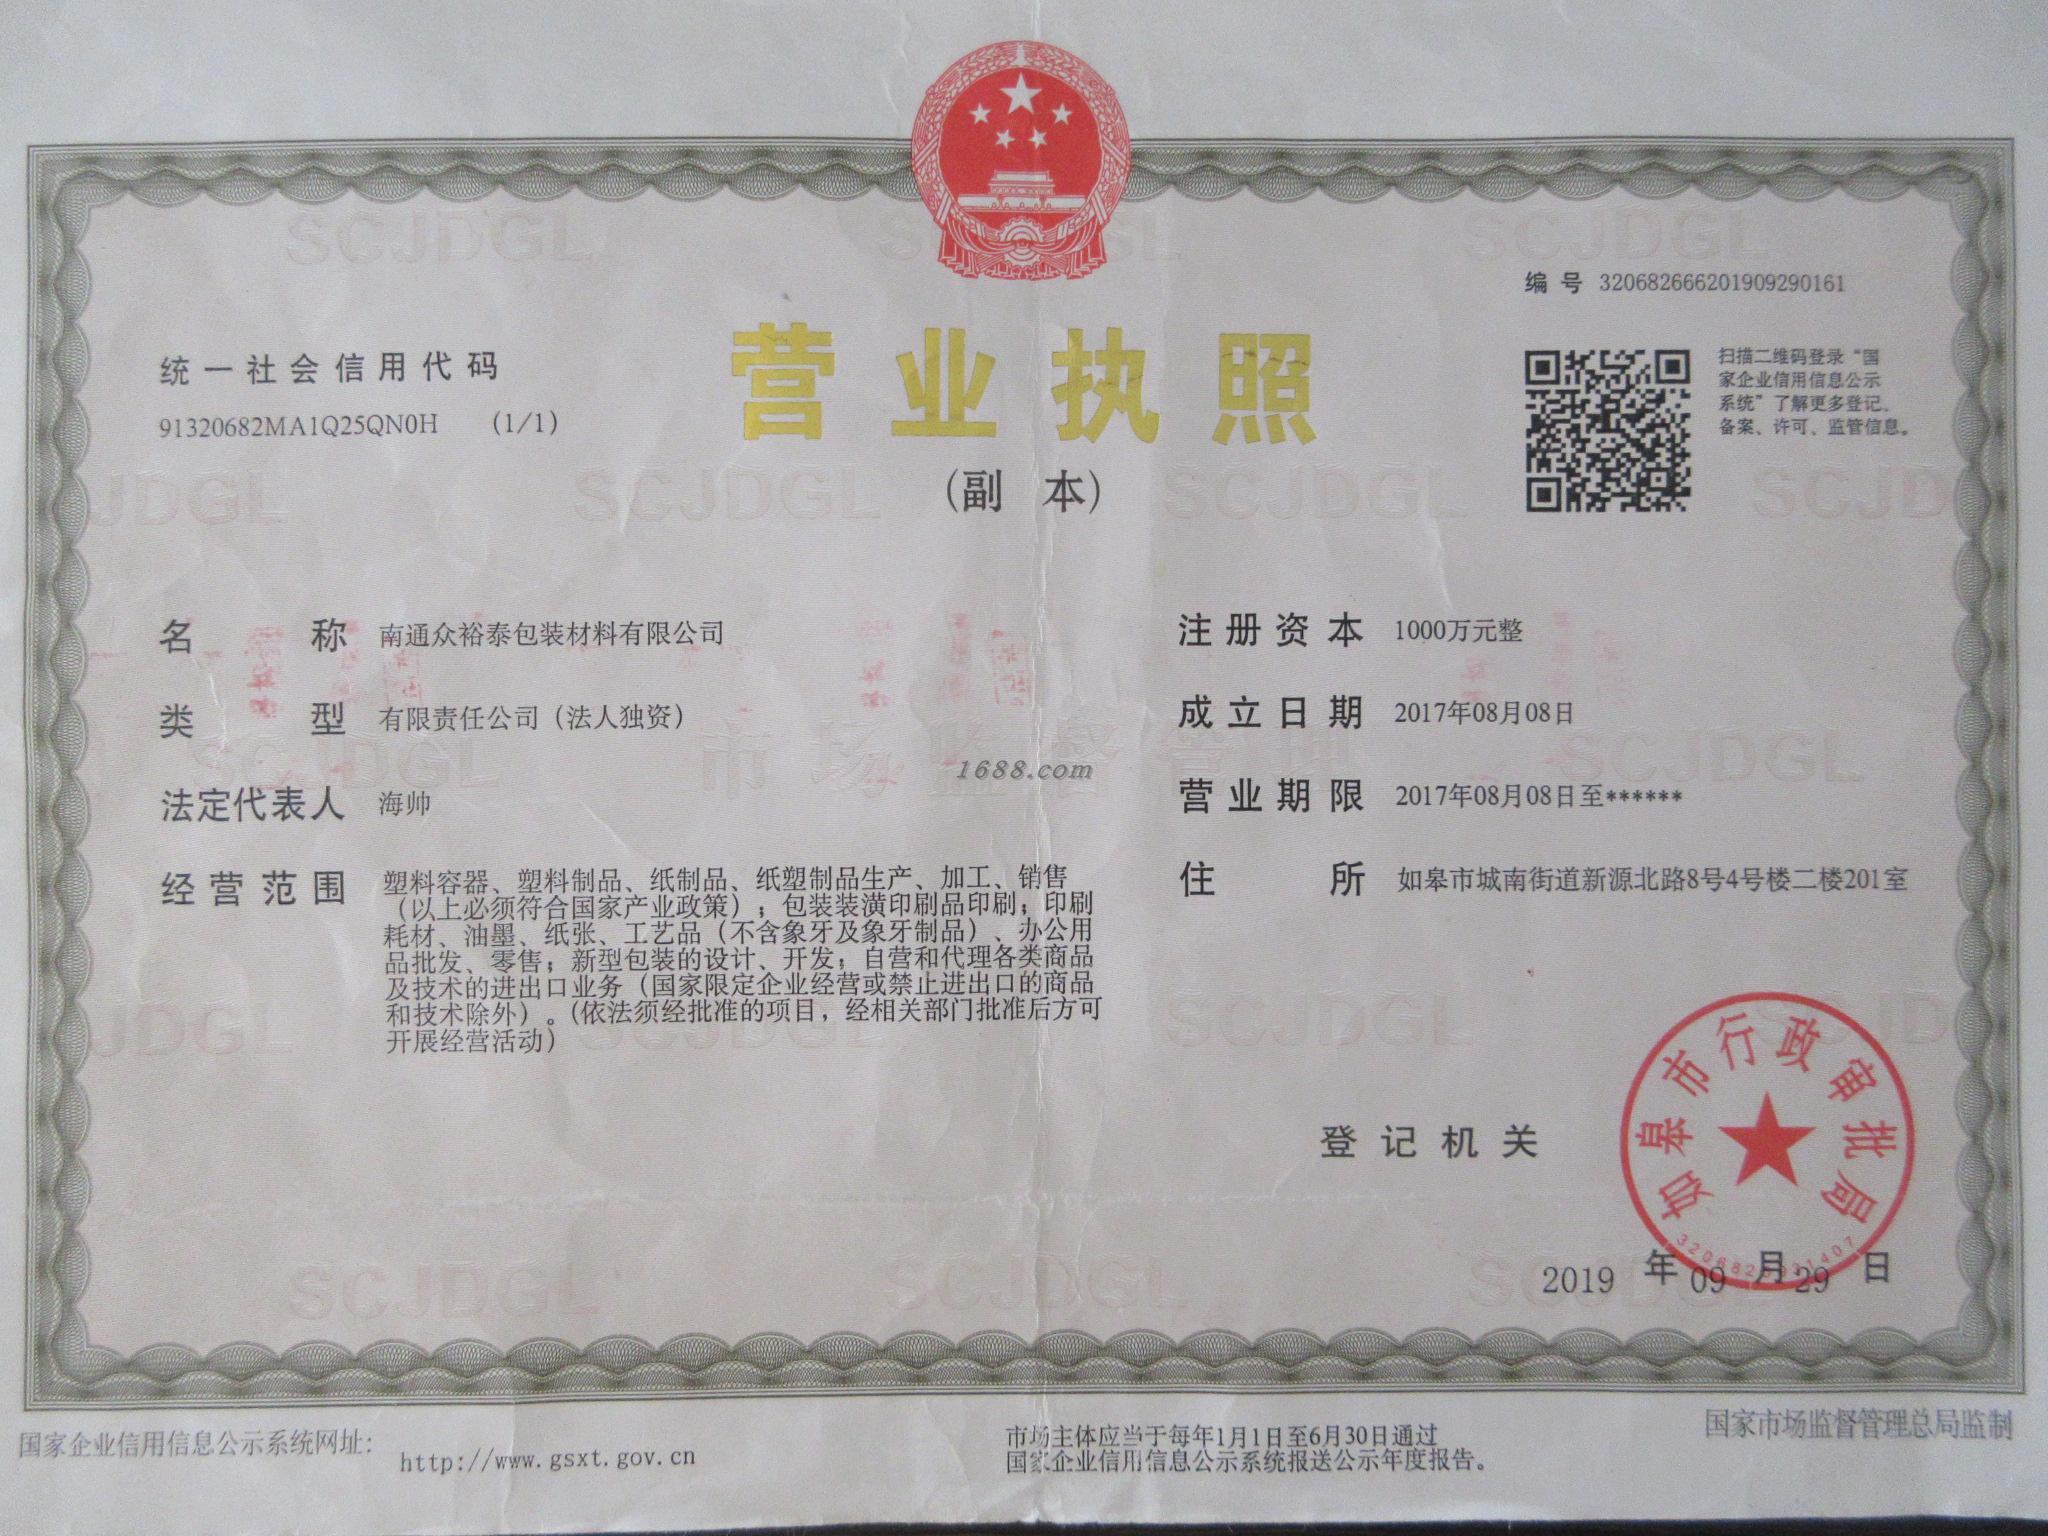 编号 320682666201909290161
统一社会信用代码
91320682MA1Q25QN0H (1/1)
营业执照
(副本)
扫描二维码登录“国
家企业信用信息公示
系统”了解更多登记、
备案、许可、监管信息。
名称 南通众裕泰包装材料有限公司
类型 有限责任公司（法人独资）
法定代表人 海帅
经营范围 塑料容器、塑料制品、纸制品、纸塑制品生产、加工、销售
（以上必须符合国家产业政策）；包装装潢印刷品印刷；印刷
耗材、油墨、纸张、工艺品（不含象牙及象牙制品）、办公用
品批发、零售；新型包装的设计、开发；自营和代理各类商品
及技术的进出口业务（国家限定企业经营或禁止进出口的商品
和技术除外）。（依法须经批准的项目，经相关部门批准后方可
开展经营活动）
注册资本 1000万元整
成立日期 2017年08月08日
营业期限 2017年08月08日至******
住所 如皋市城南街道新源北路8号4号楼二楼201室
1688.com
登记机关
如皋市行政审批局
2019 年 09 月 29 日
国家企业信用信息公示系统网址：
http://www.gsxt.gov.cn
市场主体应当于每年1月1日至6月30日通过
国家企业信用信息公示系统报送公示年度报告。
国家市场监督管理总局监制
SCJDGL
市场监督管理